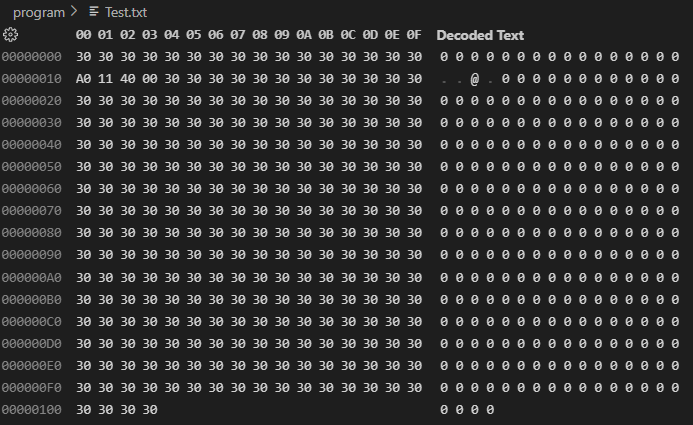 program > Test.txt
00 01 02 03 04 05 06 07 08 09 0A 0B 0C 0D 0E 0F Decoded Text
00000000 30 30 30 30 30 30 30 30 30 30 30 30 30 30 30 30 0 0 0 0 0 0 0 0 0 0 0 0 0 0 0 0
00000010 A0 11 40 00 30 30 30 30 30 30 30 30 30 30 30 30 . . @ . 0 0 0 0 0 0 0 0 0 0 0 0
00000020 30 30 30 30 30 30 30 30 30 30 30 30 30 30 30 30 0 0 0 0 0 0 0 0 0 0 0 0 0 0 0 0
00000030 30 30 30 30 30 30 30 30 30 30 30 30 30 30 30 30 0 0 0 0 0 0 0 0 0 0 0 0 0 0 0 0
00000040 30 30 30 30 30 30 30 30 30 30 30 30 30 30 30 30 0 0 0 0 0 0 0 0 0 0 0 0 0 0 0 0
00000050 30 30 30 30 30 30 30 30 30 30 30 30 30 30 30 30 0 0 0 0 0 0 0 0 0 0 0 0 0 0 0 0
00000060 30 30 30 30 30 30 30 30 30 30 30 30 30 30 30 30 0 0 0 0 0 0 0 0 0 0 0 0 0 0 0 0
00000070 30 30 30 30 30 30 30 30 30 30 30 30 30 30 30 30 0 0 0 0 0 0 0 0 0 0 0 0 0 0 0 0
00000080 30 30 30 30 30 30 30 30 30 30 30 30 30 30 30 30 0 0 0 0 0 0 0 0 0 0 0 0 0 0 0 0
00000090 30 30 30 30 30 30 30 30 30 30 30 30 30 30 30 30 0 0 0 0 0 0 0 0 0 0 0 0 0 0 0 0
000000A0 30 30 30 30 30 30 30 30 30 30 30 30 30 30 30 30 0 0 0 0 0 0 0 0 0 0 0 0 0 0 0 0
000000B0 30 30 30 30 30 30 30 30 30 30 30 30 30 30 30 30 0 0 0 0 0 0 0 0 0 0 0 0 0 0 0 0
000000C0 30 30 30 30 30 30 30 30 30 30 30 30 30 30 30 30 0 0 0 0 0 0 0 0 0 0 0 0 0 0 0 0
000000D0 30 30 30 30 30 30 30 30 30 30 30 30 30 30 30 30 0 0 0 0 0 0 0 0 0 0 0 0 0 0 0 0
000000E0 30 30 30 30 30 30 30 30 30 30 30 30 30 30 30 30 0 0 0 0 0 0 0 0 0 0 0 0 0 0 0 0
000000F0 30 30 30 30 30 30 30 30 30 30 30 30 30 30 30 30 0 0 0 0 0 0 0 0 0 0 0 0 0 0 0 0
00000100 30 30 30 30 0 0 0 0